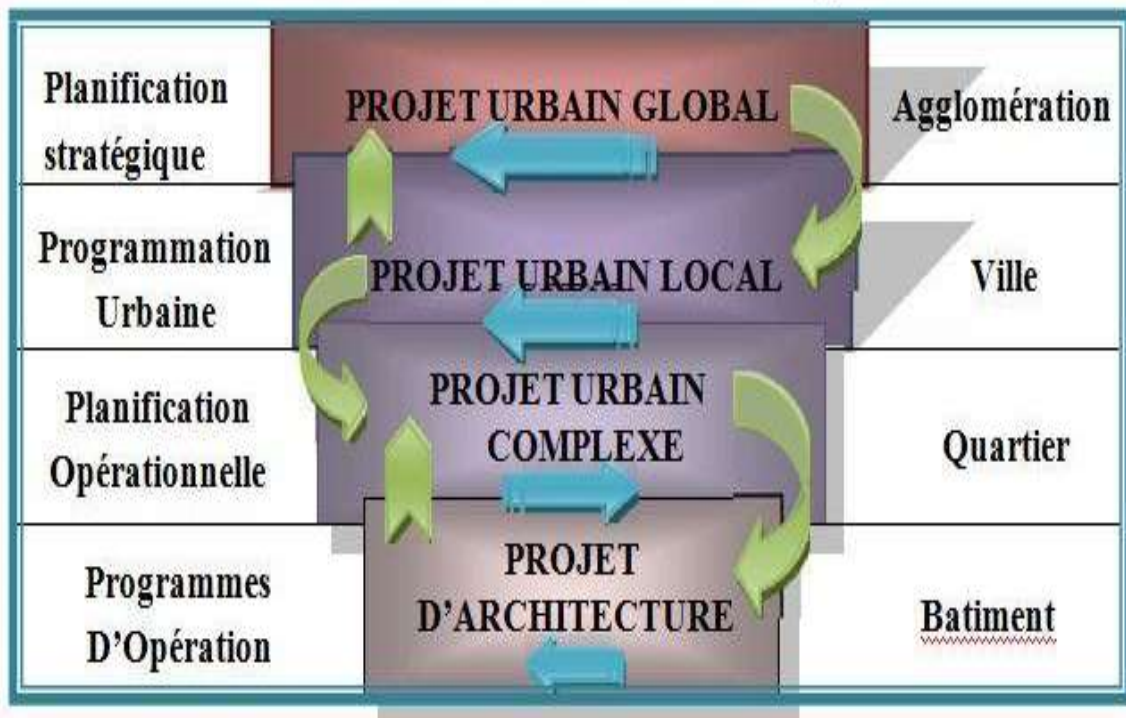 Planification
stratégique
PROJET URBAIN GLOBAL
Agglomération
Programmation
Urbaine
PROJET URBAIN LOCAL
Ville
Planification
Opérationnelle
PROJET URBAIN
COMPLEXE
Quartier
Programmes
D’Opération
PROJET
D’ARCHITECTURE
Batiment